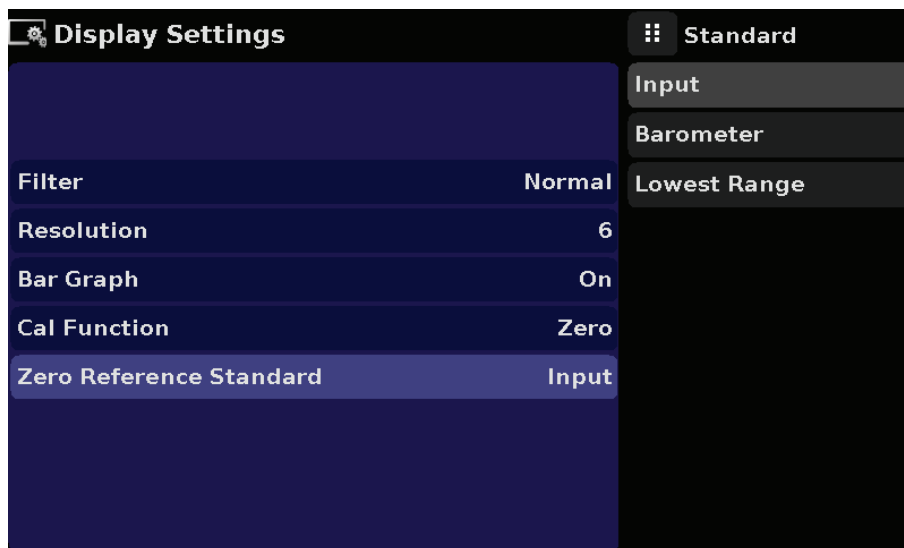 Display Settings
Filter Normal
Resolution 6
Bar Graph On
Cal Function Zero
Zero Reference Standard Input
Standard
Input
Barometer
Lowest Range